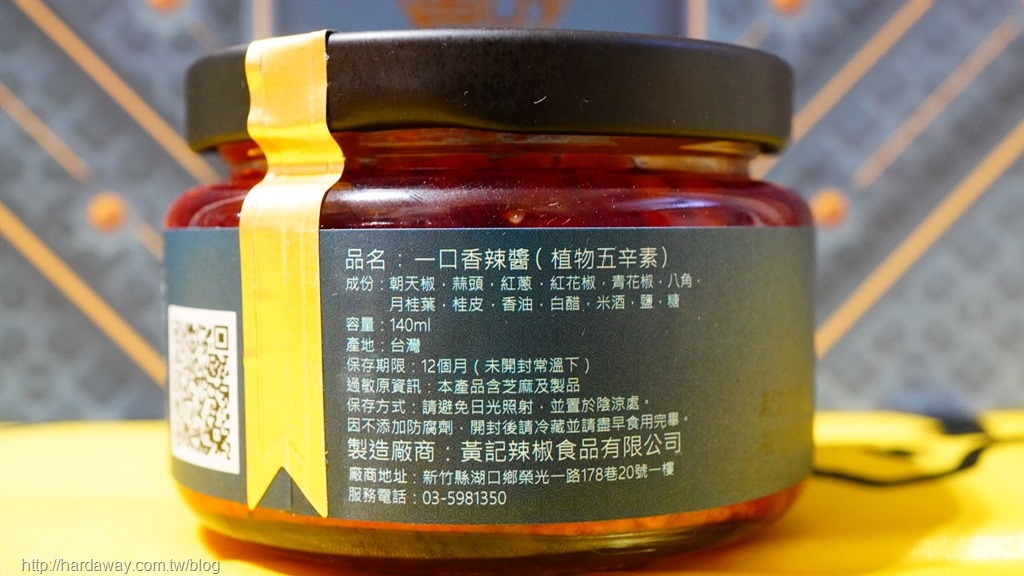 品名：一口香辣醬(植物五辛素)
成份：朝天椒，蒜頭，紅蔥，紅花椒，青花椒，八角，
月桂葉，桂皮，香油，白醋，米酒，鹽，糖
容量：140ml
產地：台灣
保存期限：12個月(未開封常溫下)
過敏原資訊：本產品含芝麻及製品
保存方式：請避免日光照射，並置於陰涼處。
因不添加防腐劑，開封後請冷藏並請盡早食用完畢。
製造廠商：黃記辣椒食品有限公司
廠商地址：新竹縣湖口鄉榮光一路178巷20號一樓
服務電話：03-5981350
http://hardaway.com.tw/blog